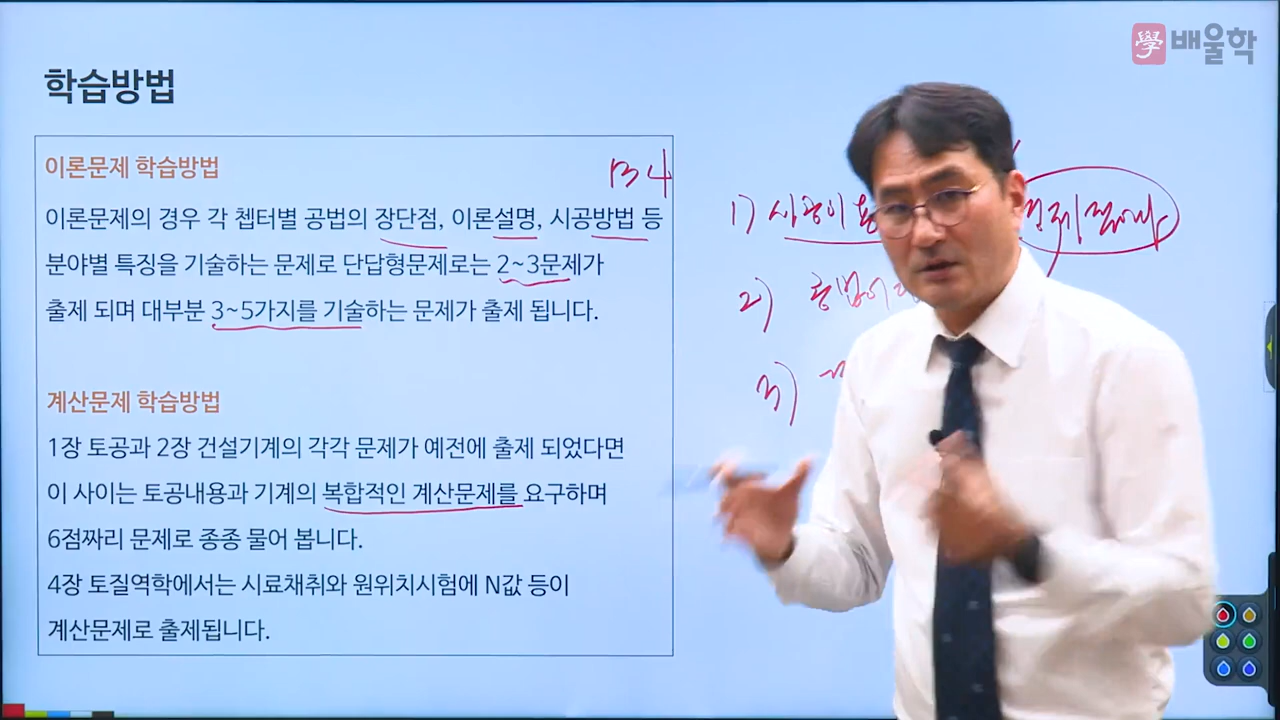 學 배울학
학습방법
이론문제 학습방법
B4
이론문제의 경우 각 챕터별 공법의 장단점, 이론설명, 시공방법 등
분야별 특징을 기술하는 문제로 단답형문제로는 2~3문제가
출제 되며 대부분 3~5가지를 기술하는 문제가 출제 됩니다.
계산문제 학습방법
1장 토공과 2장 건설기계의 각각 문제가 예전에 출제 되었다면
이 사이는 토공내용과 기계의 복합적인 계산문제를 요구하며
6점짜리 문제로 종종 물어 봅니다.
4장 토질역학에서는 시료채취와 원위치시험에 N값 등이
계산문제로 출제됩니다.
1)
2)
3)